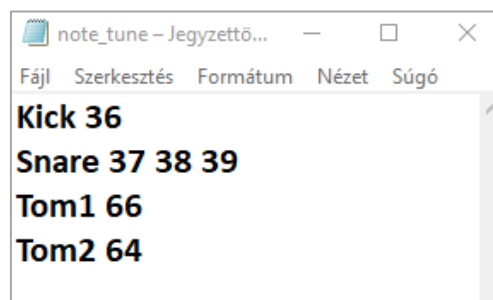 note_tune – Jegyzettö...
Fájl Szerkesztés Formátum Nézet Súgó
Kick 36
Snare 37 38 39
Tom1 66
Tom2 64